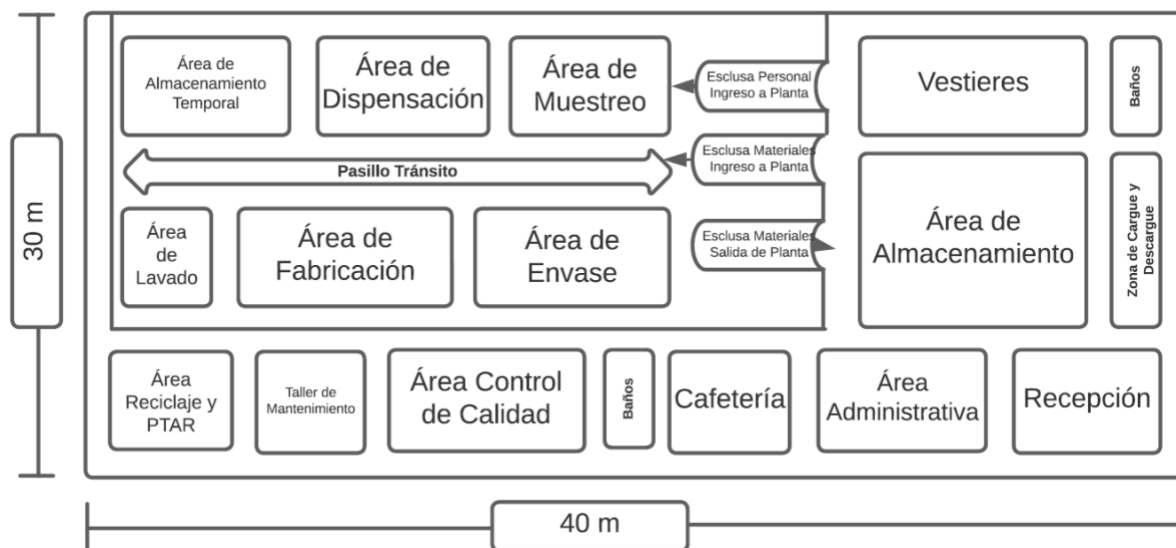 Área de
Almacenamiento
Temporal
Área de
Dispensación
Área de
Muestreo
Esclusa Personal
Ingreso a Planta
Vestieres
Baños
Pasillo Tránsito
Esclusa Materiales
Ingreso a Planta
30 m
Área
de
Lavado
Área de
Fabricación
Área de
Envase
Esclusa Materiales
Salida de Planta
Área de
Almacenamiento
Zona de Cargue y
Descargue
Área
Reciclaje y
PTAR
Taller de
Mantenimiento
Área Control
de Calidad
Baños
Cafetería
Área
Administrativa
Recepción
40 m